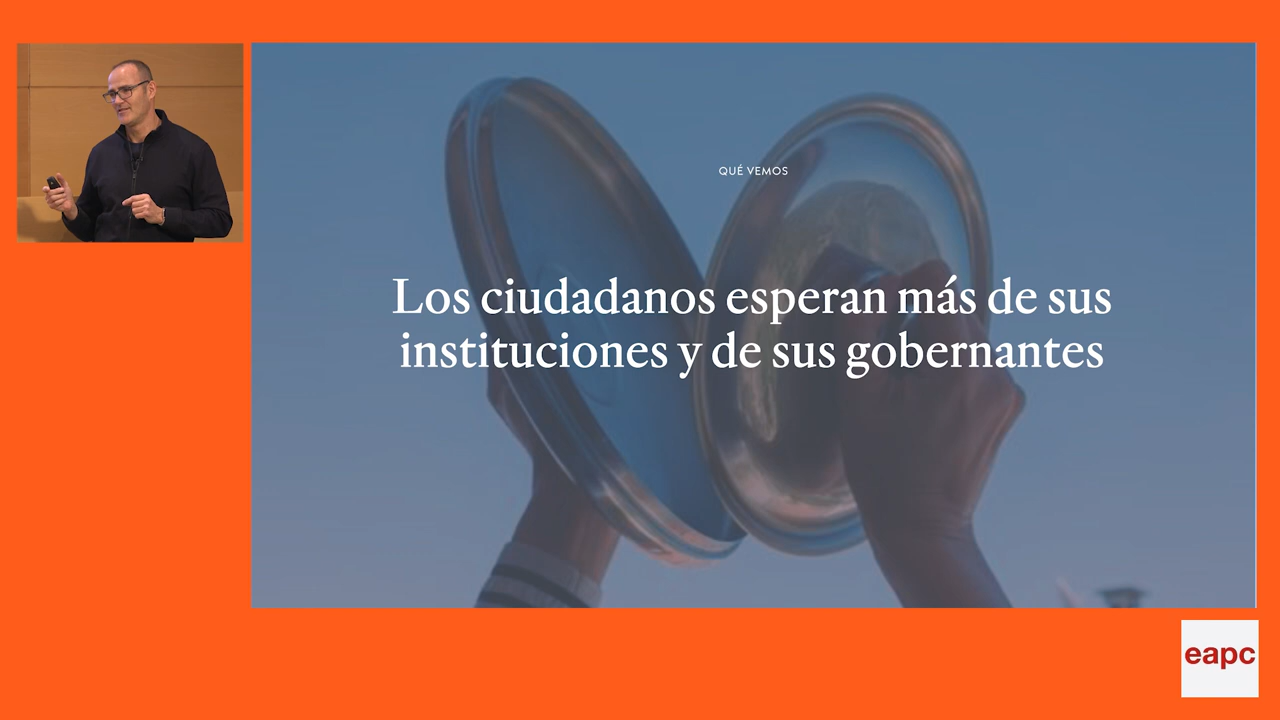 QUÉ VEMOS
Los ciudadanos esperan más de sus
instituciones y de sus gobernantes
eapc